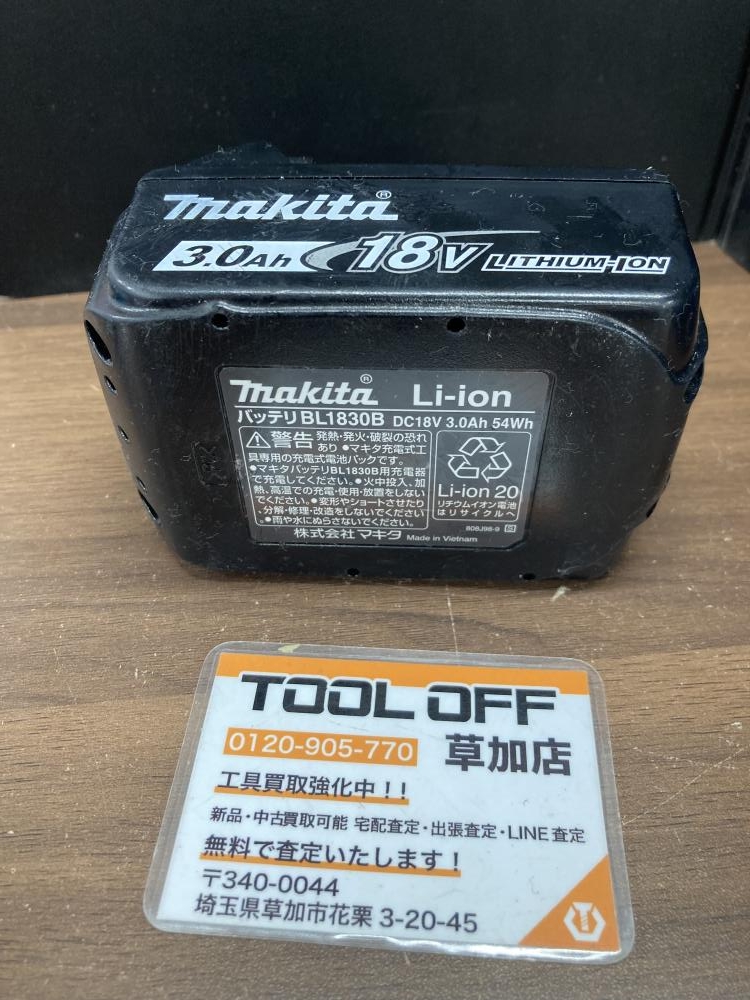 makita®
3.0Ah 18V LITHIUM-ION
makita® Li-ion
バッテリBL1830B DC18V 3.0Ah 54Wh
警告 発熱・発火・破裂の恐れ
あり ●マキタ充電式工
具専用の充電式電池パックです。
●マキタバッテリBL1830B用充電器
で充電してください。●火中投入、加
熱、高温での充電・使用・放置をしない
でください。●変形やショートさせたり
、分解・修理・改造をしないでください
●雨や水にぬらさないでください。
株式会社マキタ Made in Vietnam
Li-ion 20
リチウムイオン電池
はリサイクルへ
TOOL OFF
0120-905-770 草加店
工具買取強化中!!
新品・中古買取可能 宅配査定・出張査定・LINE査定
無料で査定いたします!
〒340-0044
埼玉県草加市花栗 3-20-45